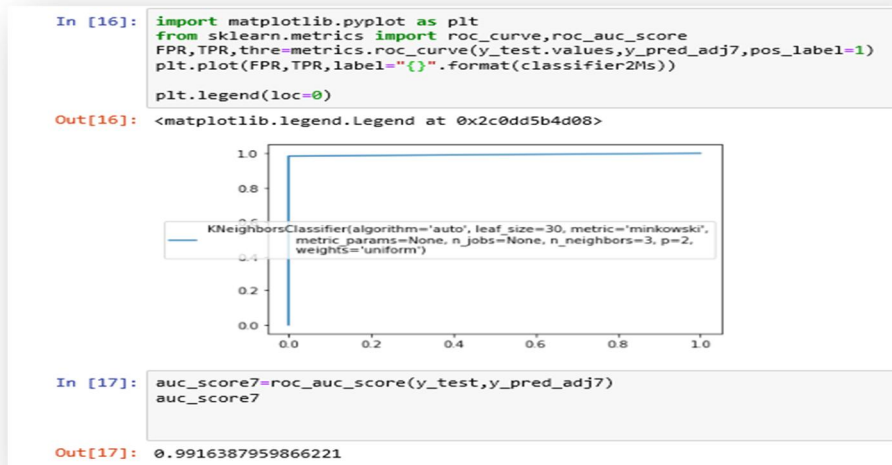 In [16]: import matplotlib.pyplot as plt
from sklearn.metrics import roc_curve,roc_auc_score
FPR,TPR,thre=metrics.roc_curve(y_test.values,y_pred_adj7,pos_label=1)
plt.plot(FPR,TPR,label="{}".format(classifier2Ms))
plt.legend(loc=0)
Out[16]: <matplotlib.legend.Legend at 0x2c0dd5b4d08>
1.0
0.8
0.6
KNeighborsClassifier(algorithm='auto', leaf_size=30, metric='minkowski',
metric_params=None, n_jobs=None, n_neighbors=3, p=2,
weights='uniform')
0.4
0.2
0.0
0.0 0.2 0.4 0.6 0.8 1.0
In [17]: auc_score7=roc_auc_score(y_test,y_pred_adj7)
auc_score7
Out[17]: 0.9916387959866221